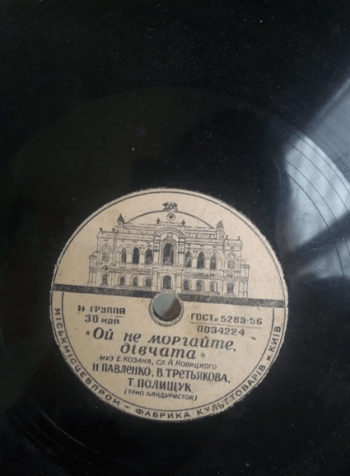 II ГРУППА
30 коп
ГОСТ 5289-56
0034224
«Ой не моргайте,
дівчата»
муз Е. Козака, сл А. Новицкого
Н ПАВЛЕНКО, В. ТРЕТЬЯКОВА,
Т. ПОЛИЩУК
(ТРИО БАНДУРИСТОК)
МІСЬКМІСЦЕВПРОМ - ФАБРИКА КУЛЬТТОВАРІВ - КИЇВ